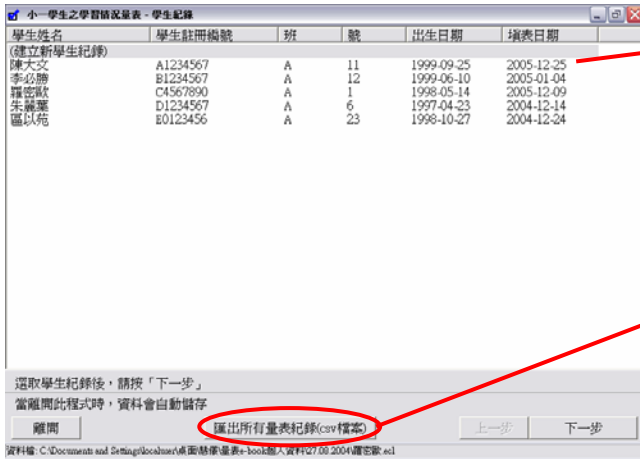 小一學生之學習情況量表 - 學生紀錄
學生姓名 學生註冊編號 班 號 出生日期 填表日期
(建立新學生紀錄)
陳大文 A1234567 A 11 1999-09-25 2005-12-25
李必勝 B1234567 A 12 1999-06-10 2005-01-04
羅密歐 C4567890 A 1 1998-05-14 2005-12-09
朱麗葉 D1234567 A 6 1997-04-23 2004-12-14
區以苑 E0123456 A 23 1998-10-27 2004-12-24
選取學生紀錄後，請按「下一步」
當離開此程式時，資料會自動儲存
離開 匯出所有量表紀錄(csv檔案) 上一步 下一步
資料檔: C:\Documents and Settings\localuser\桌面\慧儀\量表e-book\個人資料\27.08.2004\羅密歐.ecl